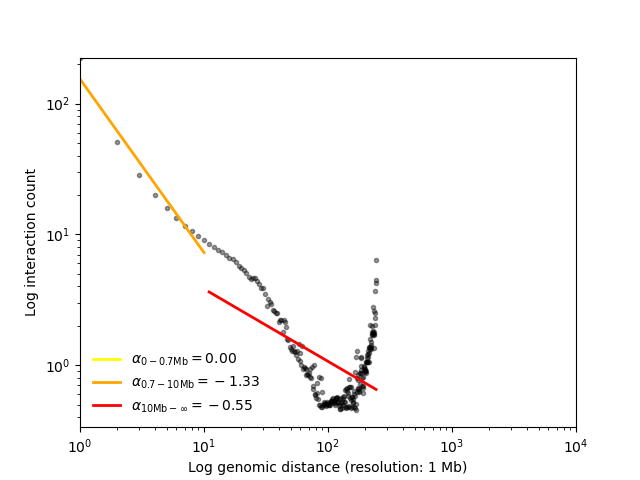 10²
10¹
10⁰
Log interaction count
α₀₋₀.₇Mb = 0.00
α₀.₇₋₁₀Mb = −1.33
α₁₀Mb₋∞ = −0.55
10⁰ 10¹ 10² 10³ 10⁴
Log genomic distance (resolution: 1 Mb)